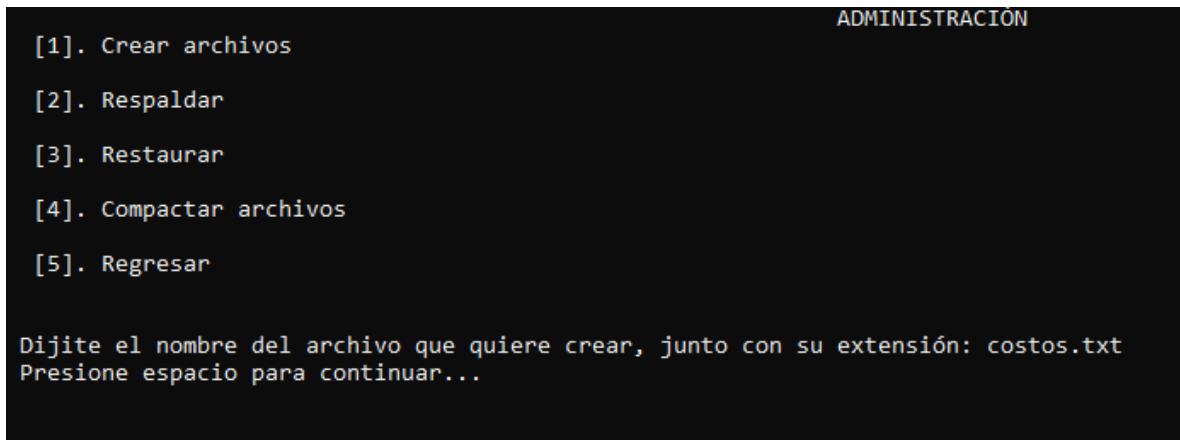 ADMINISTRACIÓN
[1]. Crear archivos
[2]. Respaldar
[3]. Restaurar
[4]. Compactar archivos
[5]. Regresar
Dijite el nombre del archivo que quiere crear, junto con su extensión: costos.txt
Presione espacio para continuar...